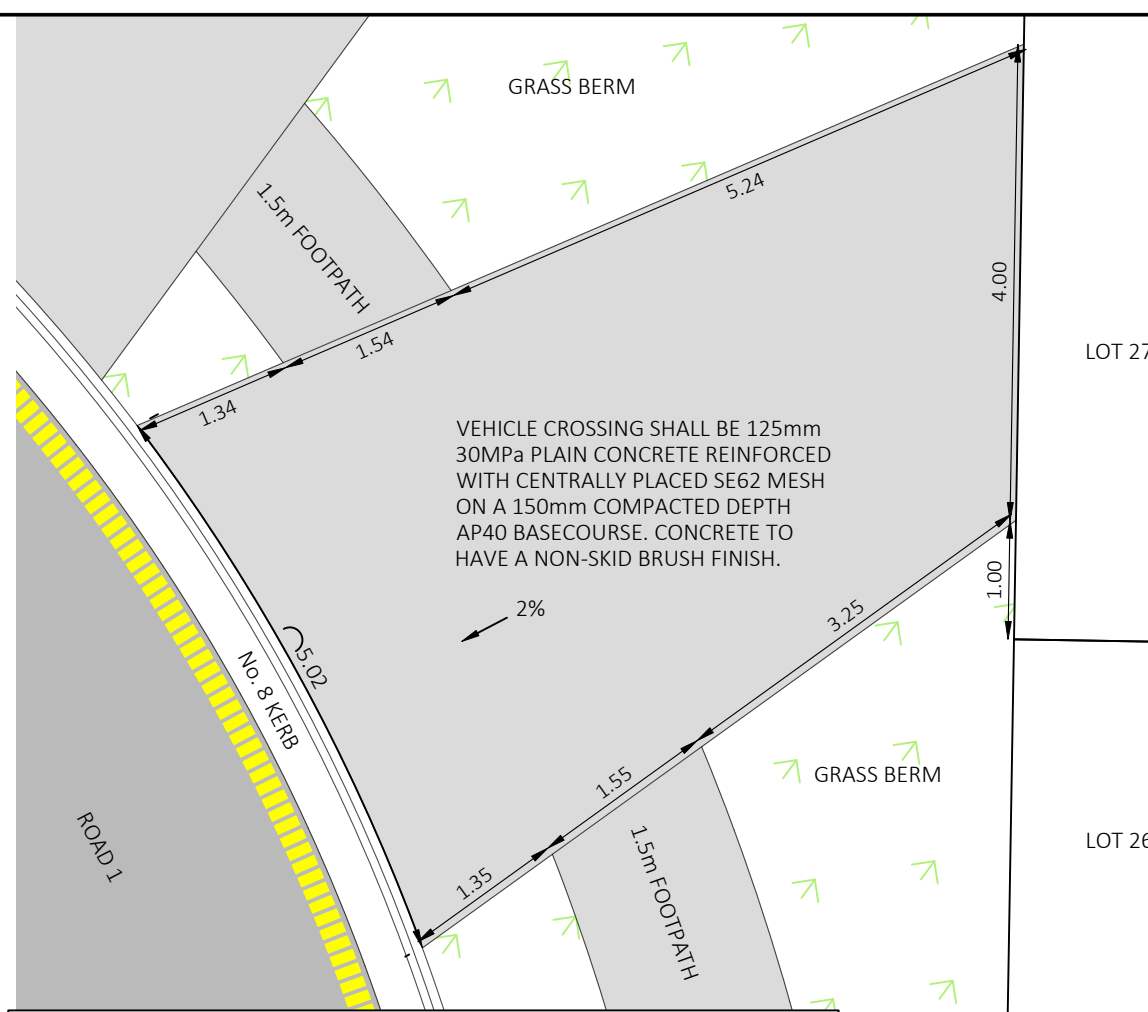 GRASS BERM
5.24
1.5m FOOTPATH
4.00
1.54
LOT 27
1.34
VEHICLE CROSSING SHALL BE 125mm
30MPa PLAIN CONCRETE REINFORCED
WITH CENTRALLY PLACED SE62 MESH
ON A 150mm COMPACTED DEPTH
AP40 BASECOURSE. CONCRETE TO
HAVE A NON-SKID BRUSH FINISH.
1.00
2%
3.25
5.02
No. 8 KERB
GRASS BERM
1.55
ROAD 1
1.5m FOOTPATH
LOT 26
1.35